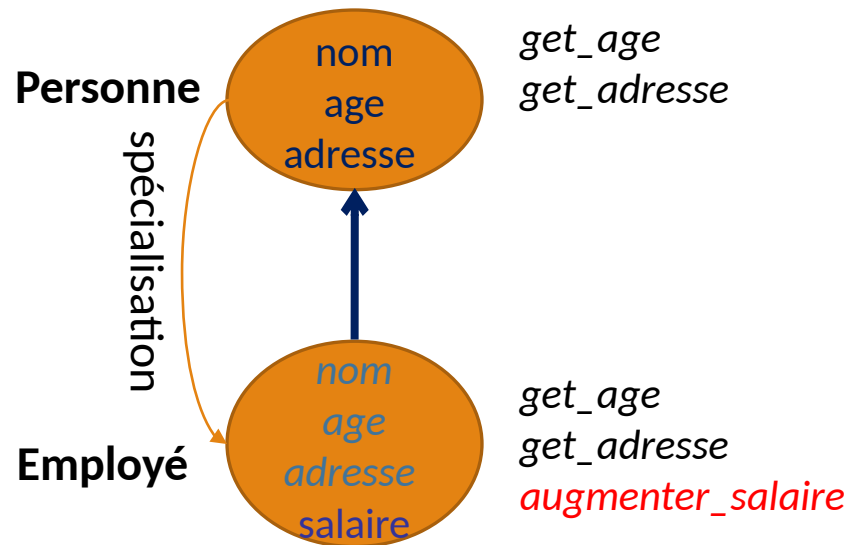 Personne
nom
age
adresse
get_age
get_adresse
spécialisation
Employé
nom
age
adresse
salaire
get_age
get_adresse
augmenter_salaire